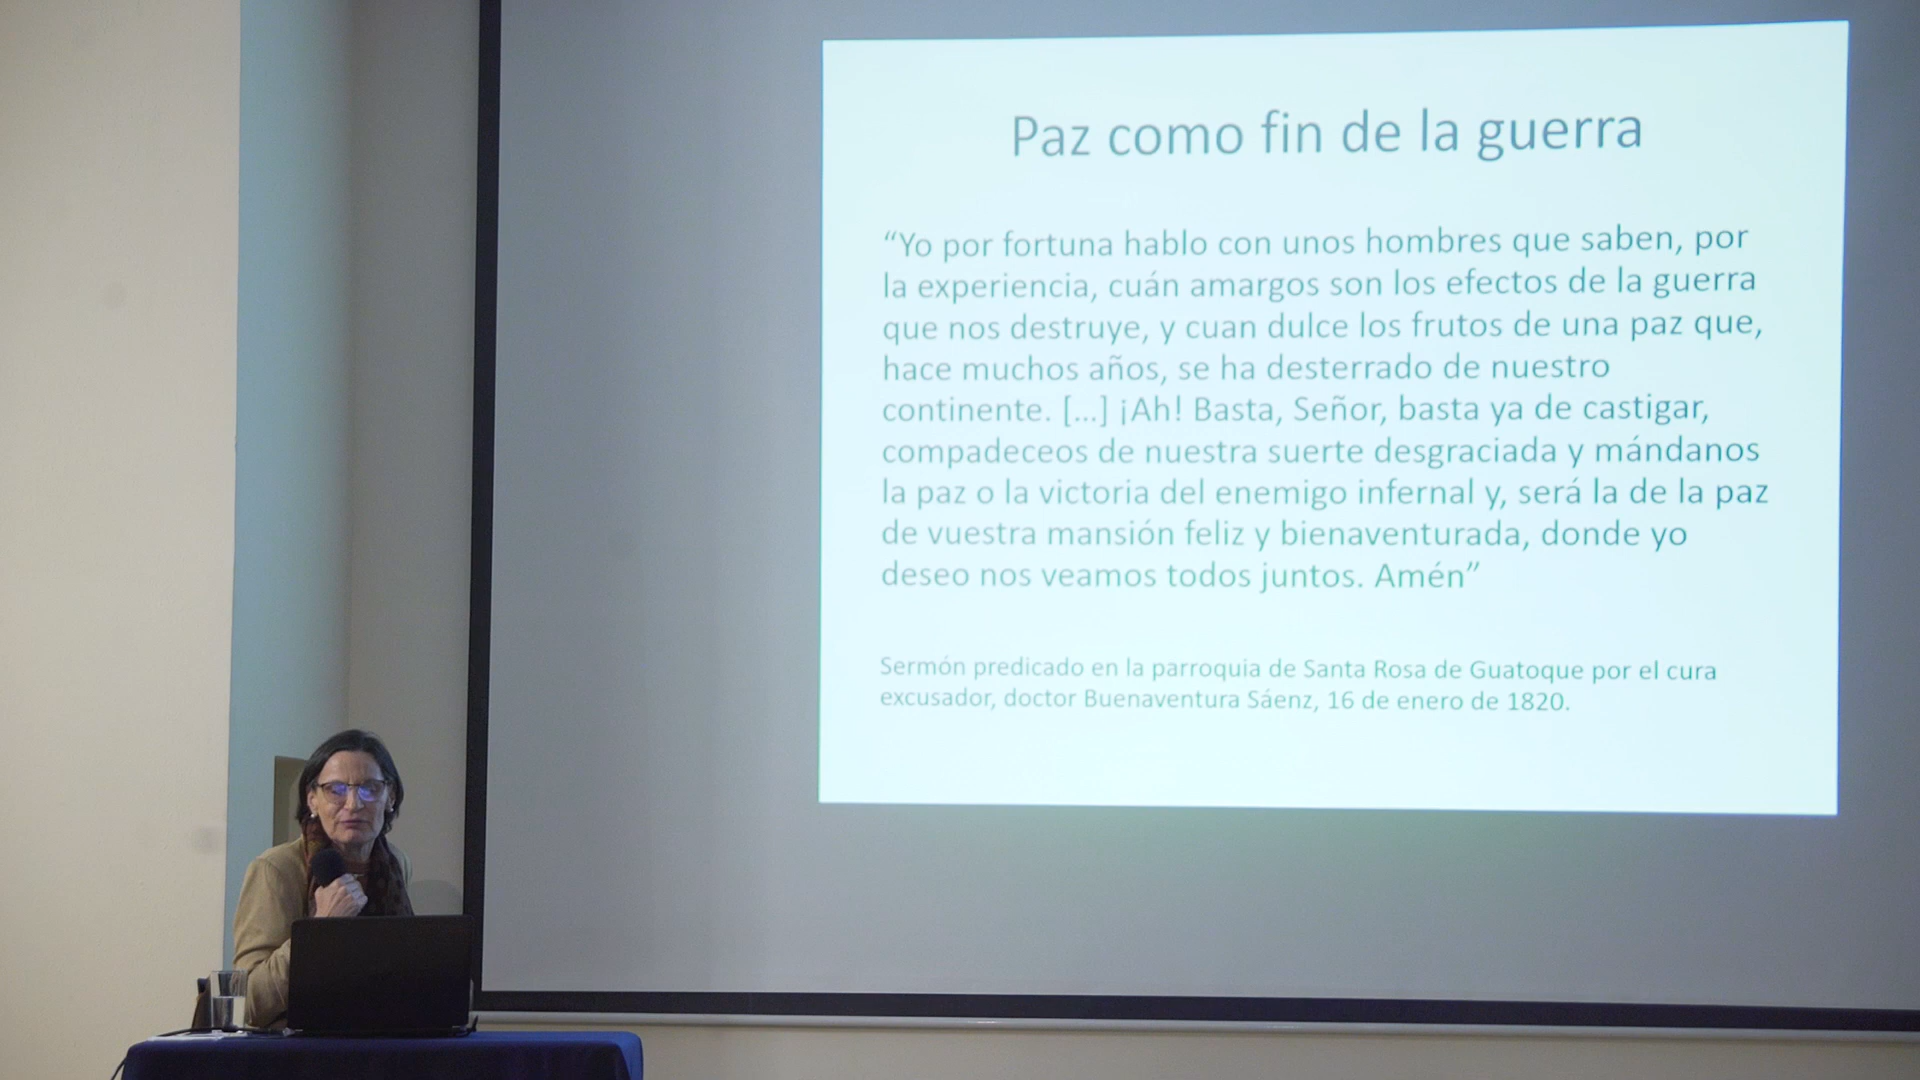 Paz como fin de la guerra
“Yo por fortuna hablo con unos hombres que saben, por
la experiencia, cuán amargos son los efectos de la guerra
que nos destruye, y cuan dulce los frutos de una paz que,
hace muchos años, se ha desterrado de nuestro
continente. [...] ¡Ah! Basta, Señor, basta ya de castigar,
compadeceos de nuestra suerte desgraciada y mándanos
la paz o la victoria del enemigo infernal y, será la de la paz
de vuestra mansión feliz y bienaventurada, donde yo
deseo nos veamos todos juntos. Amén”
Sermón predicado en la parroquia de Santa Rosa de Guatoque por el cura
excusador, doctor Buenaventura Sáenz, 16 de enero de 1820.